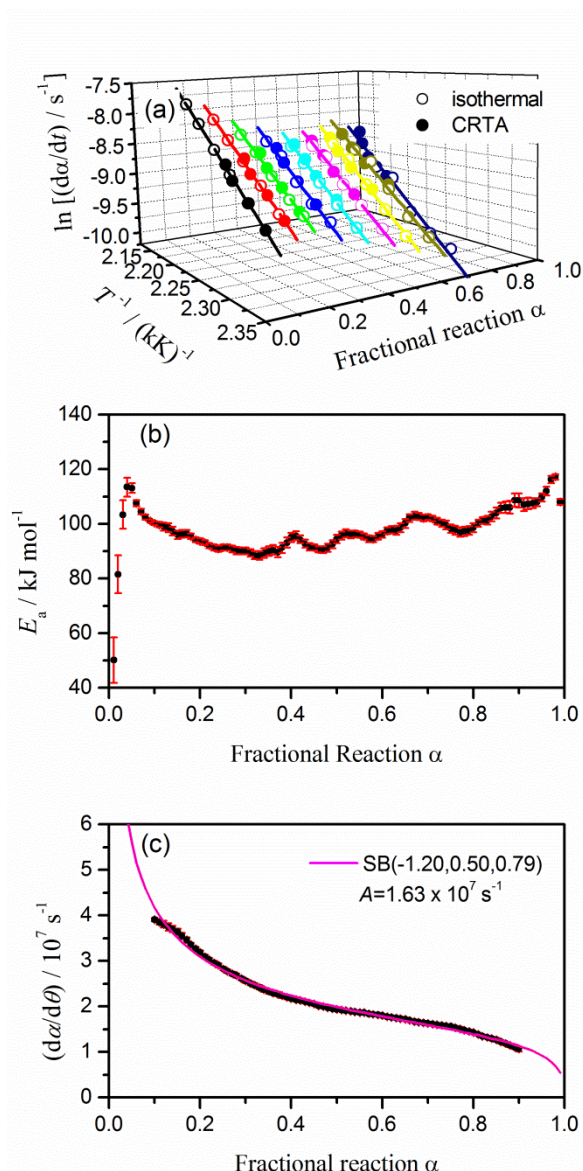 -7.5
-8.0
-8.5
-9.0
-9.5
-10.0
ln [(dα/dt) / s⁻¹]
(a)
isothermal
CRTA
2.15
2.20
2.25
2.30
2.35
T⁻¹ / (kK)⁻¹
0.0
0.2
0.4
0.6
0.8
1.0
Fractional reaction α
140
120
100
80
60
40
Eₐ / kJ mol⁻¹
(b)
0.0 0.2 0.4 0.6 0.8 1.0
Fractional Reaction α
6
5
4
3
2
1
0
(dα/dθ) / 10⁷ s⁻¹
(c)
SB(-1.20,0.50,0.79)
A=1.63 x 10⁷ s⁻¹
0.0 0.2 0.4 0.6 0.8 1.0
Fractional reaction α